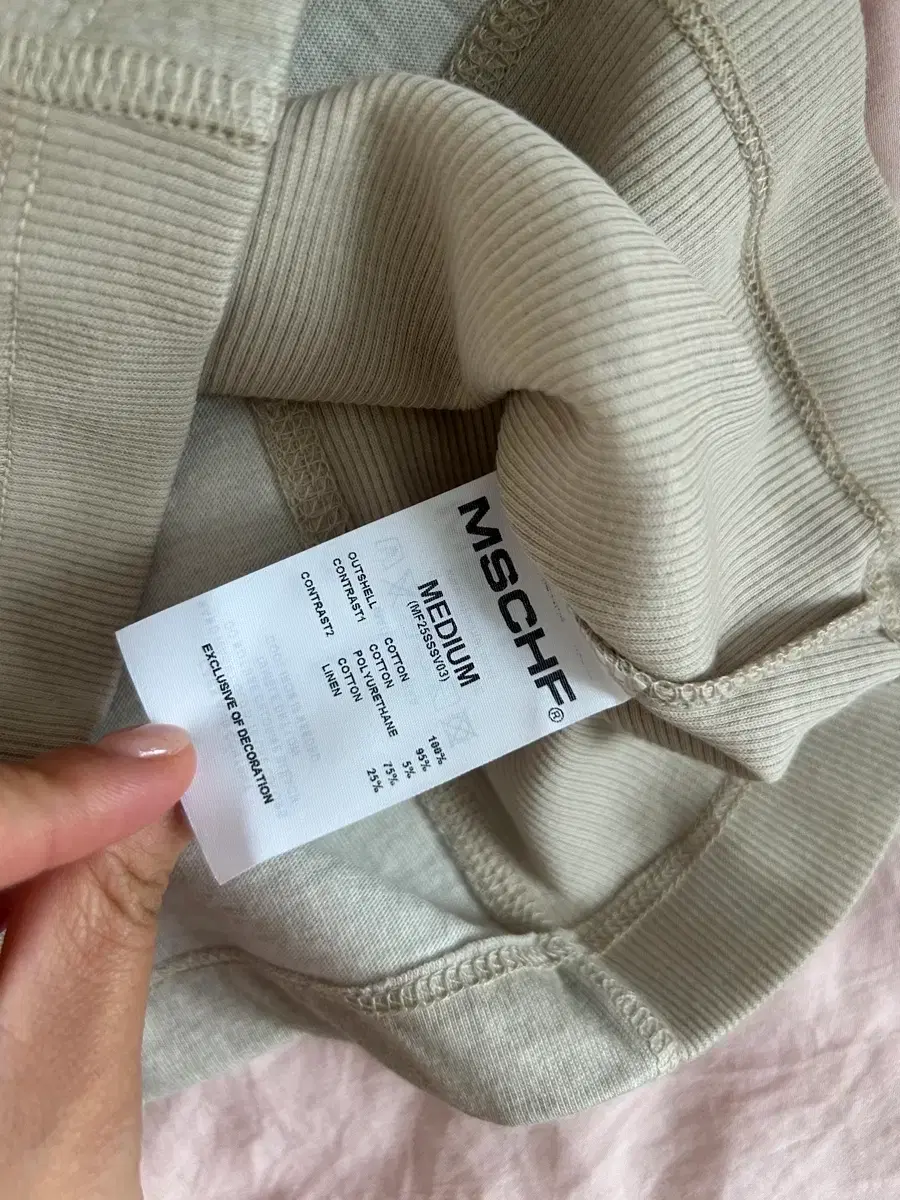 MSCHF®
MEDIUM
(MF25SSSV03)
OUTSHELL COTTON 100%
CONTRAST1 COTTON 95%
POLYURETHANE 5%
CONTRAST2 COTTON 75%
LINEN 25%
EXCLUSIVE OF DECORATION